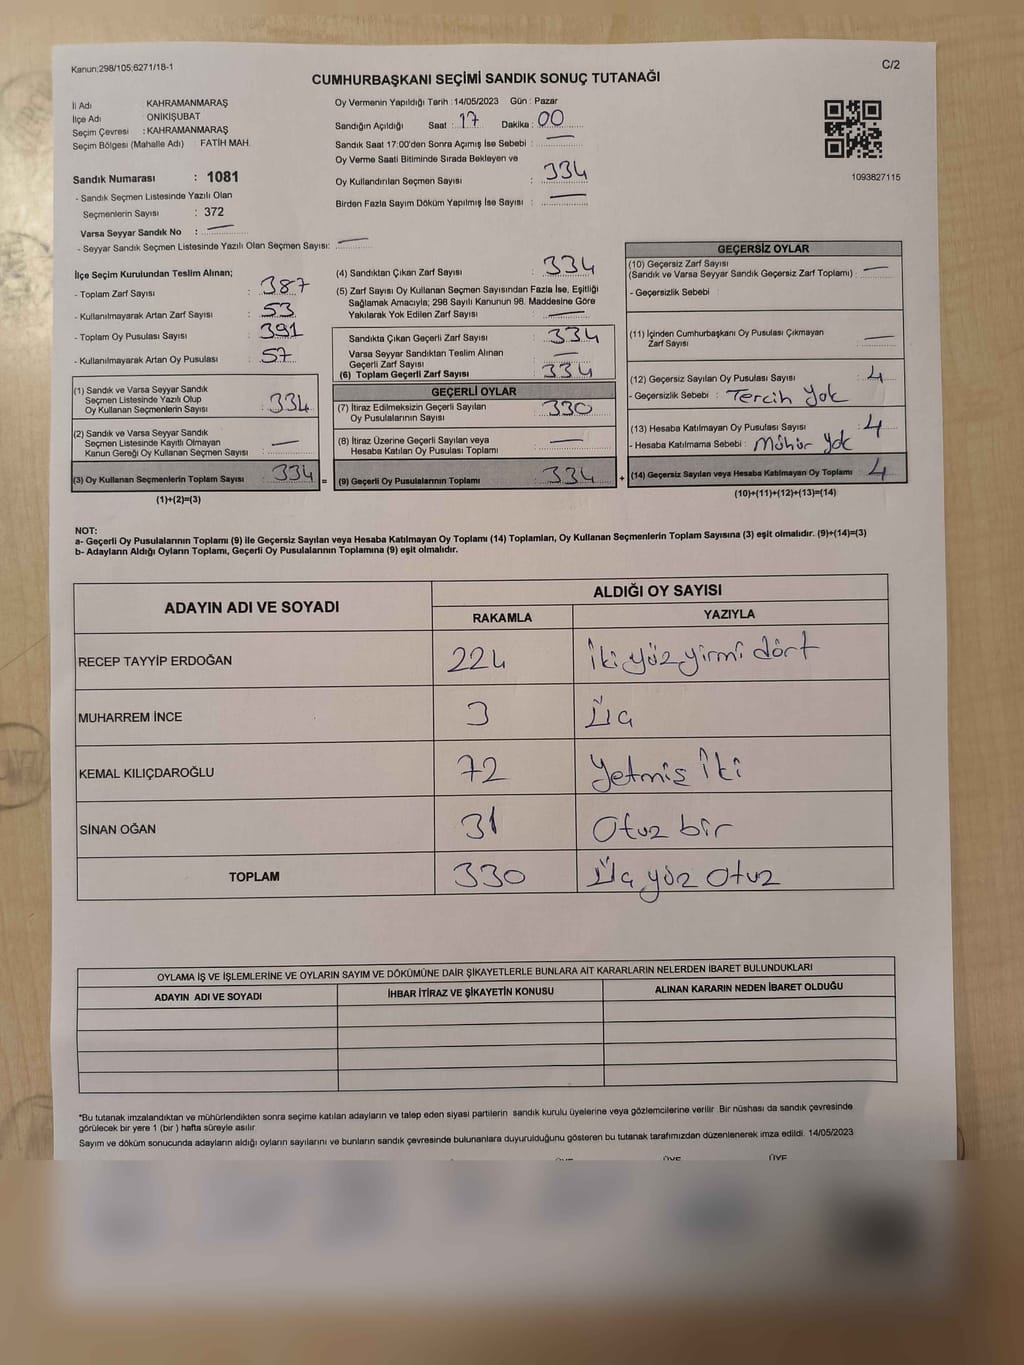 Kanun;298/105;6271/18-1
C/2
CUMHURBAŞKANI SEÇİMİ SANDIK SONUÇ TUTANAĞI
İl Adı KAHRAMANMARAŞ
İlçe Adı ONİKİŞUBAT
Seçim Çevresi : KAHRAMANMARAŞ
Seçim Bölgesi (Mahalle Adı) FATİH MAH.
Sandık Numarası : 1081
- Sandık Seçmen Listesinde Yazılı Olan
Seçmenlerin Sayısı : 372
Varsa Seyyar Sandık No : —
- Seyyar Sandık Seçmen Listesinde Yazılı Olan Seçmen Sayısı: —
Oy Vermenin Yapıldığı Tarih : 14/05/2023 Gün : Pazar
Sandığın Açıldığı Saat : 17 Dakika : 00
Sandık Saat 17:00'den Sonra Açımış İse Sebebi : —
Oy Verme Saati Bitiminde Sırada Bekleyen ve
Oy Kullandırılan Seçmen Sayısı : 334
Birden Fazla Sayım Döküm Yapılmış İse Sayısı : —
1093827115
İlçe Seçim Kurulundan Teslim Alınan;
- Toplam Zarf Sayısı : 387
- Kullanılmayarak Artan Zarf Sayısı : 53
- Toplam Oy Pusulası Sayısı : 391
- Kullanılmayarak Artan Oy Pusulası : 57
(1) Sandık ve Varsa Seyyar Sandık
Seçmen Listesinde Yazılı Olup
Oy Kullanan Seçmenlerin Sayısı : 334
(2) Sandık ve Varsa Seyyar Sandık
Seçmen Listesinde Kayıtlı Olmayan
Kanun Gereği Oy Kullanan Seçmen Sayısı : —
(3) Oy Kullanan Seçmenlerin Toplam Sayısı : 334 =
(1)+(2)=(3)
(4) Sandıktan Çıkan Zarf Sayısı : 334
(5) Zarf Sayısı Oy Kullanan Seçmen Sayısından Fazla İse, Eşitliği
Sağlamak Amacıyla; 298 Sayılı Kanunun 98. Maddesine Göre
Yakılarak Yok Edilen Zarf Sayısı : —
Sandıkta Çıkan Geçerli Zarf Sayısı : 334
Varsa Seyyar Sandıktan Teslim Alınan
Geçerli Zarf Sayısı : —
(6) Toplam Geçerli Zarf Sayısı : 334
GEÇERLİ OYLAR
(7) İtiraz Edilmeksizin Geçerli Sayılan
Oy Pusulalarının Sayısı : 330
(8) İtiraz Üzerine Geçerli Sayılan veya
Hesaba Katılan Oy Pusulası Toplamı : —
(9) Geçerli Oy Pusulalarının Toplamı : 334 +
GEÇERSİZ OYLAR
(10) Geçersiz Zarf Sayısı
(Sandık ve Varsa Seyyar Sandık Geçersiz Zarf Toplamı) : —
- Geçersizlik Sebebi :
(11) İçinden Cumhurbaşkanı Oy Pusulası Çıkmayan
Zarf Sayısı : —
(12) Geçersiz Sayılan Oy Pusulası Sayısı : 4
- Geçersizlik Sebebi : Tercih Yok
(13) Hesaba Katılmayan Oy Pusulası Sayısı : 4
- Hesaba Katılmama Sebebi : Mühür Yok
(14) Geçersiz Sayılan veya Hesaba Katılmayan Oy Toplamı : 4
(10)+(11)+(12)+(13)=(14)
NOT:
a- Geçerli Oy Pusulalarının Toplamı (9) ile Geçersiz Sayılan veya Hesaba Katılmayan Oy Toplamı (14) Toplamları, Oy Kullanan Seçmenlerin Toplam Sayısına (3) eşit olmalıdır. (9)+(14)=(3)
b- Adayların Aldığı Oyların Toplamı, Geçerli Oy Pusulalarının Toplamına (9) eşit olmalıdır.
ADAYIN ADI VE SOYADI ALDIĞI OY SAYISI
RAKAMLA YAZIYLA
RECEP TAYYİP ERDOĞAN 224 İki yüz yirmi dört
MUHARREM İNCE 3 Üç
KEMAL KILIÇDAROĞLU 72 Yetmiş İki
SİNAN OĞAN 31 Otuz bir
TOPLAM 330 Üç yüz Otuz
OYLAMA İŞ VE İŞLEMLERİNE VE OYLARIN SAYIM VE DÖKÜMÜNE DAİR ŞİKAYETLERLE BUNLARA AİT KARARLARIN NELERDEN İBARET BULUNDUKLARI
ADAYIN ADI VE SOYADI İHBAR İTİRAZ VE ŞİKAYETİN KONUSU ALINAN KARARIN NEDEN İBARET OLDUĞU
*Bu tutanak imzalandıktan ve mühürlendikten sonra seçime katılan adayların ve talep eden siyasi partilerin sandık kurulu üyelerine veya gözlemcilerine verilir. Bir nüshası da sandık çevresinde
görülecek bir yere 1 (bir) hafta süreyle asılır.
Sayım ve döküm sonucunda adayların aldığı oyların sayılarını ve bunların sandık çevresinde bulunanlara duyurulduğunu gösteren bu tutanak tarafımızdan düzenlenerek imza edildi. 14/05/2023
ÜYE ÜYE ÜYE